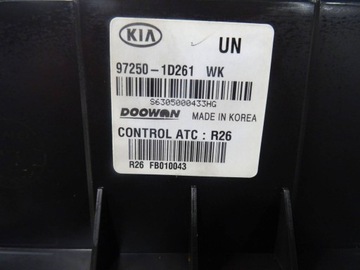 KIA UN
97250-1D261 WK
S6305000433HG
DOOWON MADE IN KOREA
CONTROL ATC : R26
R26 FB010043